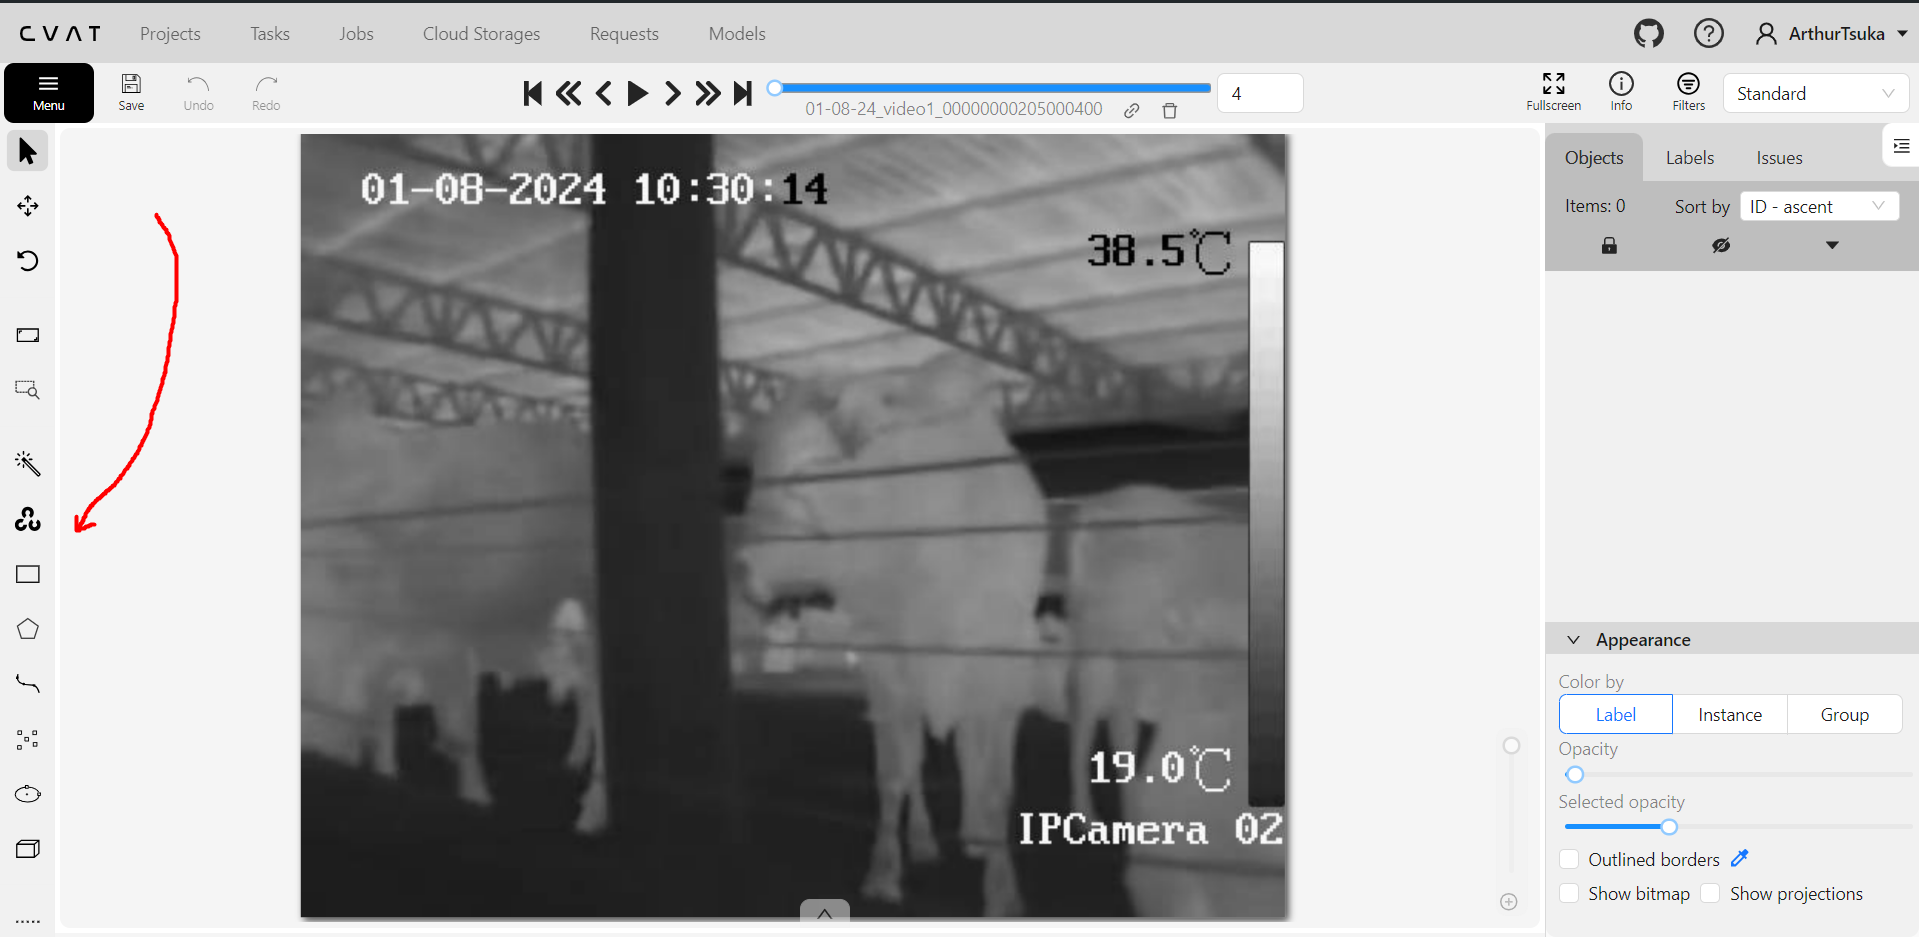 CVAT Projects Tasks Jobs Cloud Storages Requests Models ? ArthurTsuka
Menu Save Undo Redo 4 Fullscreen Info Filters Standard
01-08-24_video1_00000000205000400
Objects Labels Issues
Items: 0 Sort by ID - ascent
01-08-2024 10:30:14
38.5℃
19.0℃
IPCamera 02
Appearance
Color by
Label Instance Group
Opacity
Selected opacity
Outlined borders
Show bitmap Show projections